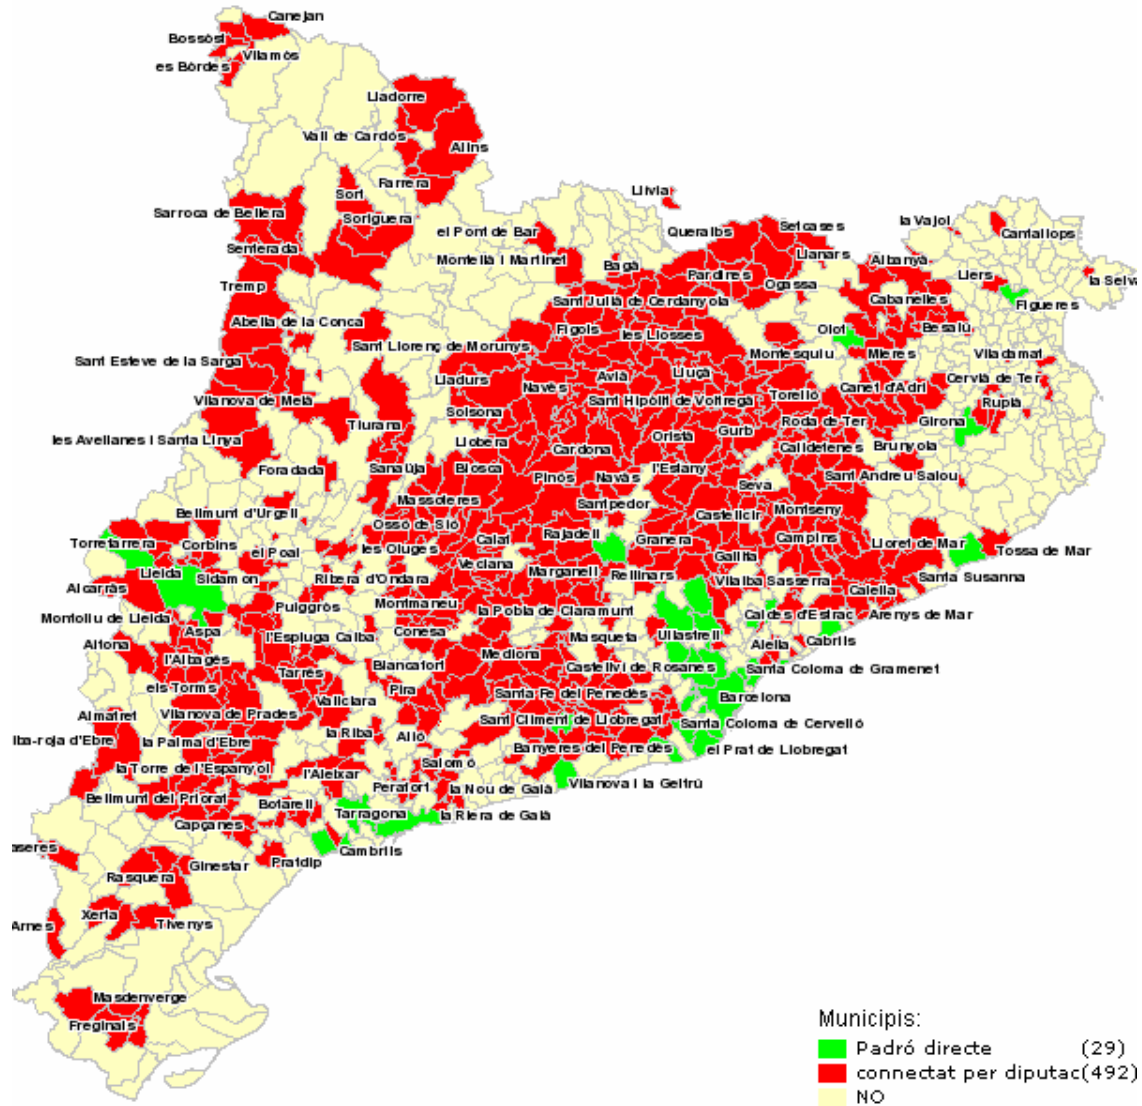 Canejan
Bossòst
Vilamòs
es Bòrdes
Lladorre
Vall de Cardós
Alins
Farrera
Llívia
Sort
Sarroca de Bellera
Soriguera
el Pont de Bar
Queralbs
Setcases
la Vajol
Cantallops
Senterada
Montellà i Martinet
Bagà
Llanars
Albanyà
Llers
la Selva
Tremp
Pardines
Ogassa
Sant Julià de Cerdanyola
Cabanelles
Figueres
Abella de la Conca
Fígols
les Llosses
Olot
Besalú
Sant Llorenç de Morunys
Montesquiu
Mieres
Viladamat
Sant Esteve de la Sarga
Lladurs
Navès
Avià
Lluçà
Canet d'Adri
Cervià de Ter
Vilanova de Meià
Solsona
Sant Hipòlit de Voltregà
Torelló
Rupià
Tiurana
Roda de Ter
Girona
les Avellanes i Santa Linya
Llobera
Cardona
Oristà
Gurb
Calldetenes
Brunyola
Foradada
Sanaüja
Biosca
Pinós
Navàs
l'Estany
Seva
Sant Andreu Salou
Massoteres
Santpedor
Castellcir
Montseny
Bellmunt d'Urgell
Ossó de Sió
Torrefarrera
Corbins
el Poal
les Oluges
Calaf
Rajadell
Granera
Campins
Lloret de Mar
Tossa de Mar
Lleida
Sidamon
Veciana
Gallifa
Alcarràs
Ribera d'Ondara
Marganell
Rellinars
Vilalba Sasserra
Calella
Santa Susanna
Montoliu de Lleida
Puiggròs
Montmaneu
la Pobla de Claramunt
Caldes d'Estrac
Arenys de Mar
Aspa
Aitona
l'Espluga Calba
Conesa
Masquefa
Ullastrell
Alella
Cabrils
l'Albagés
Tarrés
Blancafort
Mediona
Castellví de Rosanes
Santa Coloma de Gramenet
els Torms
Pira
Santa Fe del Penedès
Barcelona
Almatret
Vilanova de Prades
Vallclara
Sant Climent de Llobregat
Santa Coloma de Cervelló
lba-roja d'Ebre
la Palma d'Ebre
la Riba
Alió
Banyeres del Penedès
el Prat de Llobregat
la Torre de l'Espanyol
l'Aleixar
Salomó
Vilanova i la Geltrú
Bellmunt del Priorat
Botarell
Perafort
la Nou de Gaià
Capçanes
Tarragona
la Riera de Gaià
aseres
Ginestar
Pratdip
Cambrils
Rasquera
Arnes
Xerta
Tivenys
Masdenverge
Freginals
Municipis:
Padró directe (29)
connectat per diputac(492)
NO